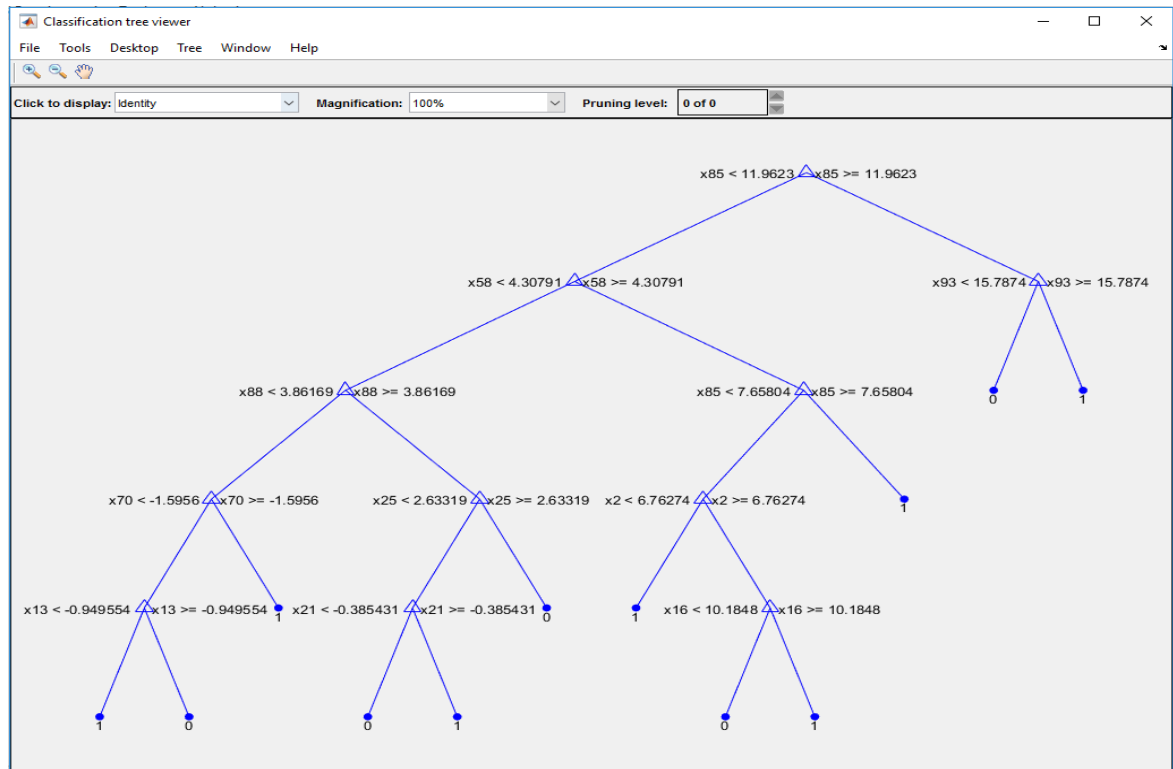 Classification tree viewer
File Tools Desktop Tree Window Help
Click to display: Identity Magnification: 100% Pruning level: 0 of 0
x85 < 11.9623 x85 >= 11.9623
x58 < 4.30791 x58 >= 4.30791 x93 < 15.7874 x93 >= 15.7874
x88 < 3.86169 x88 >= 3.86169 x85 < 7.65804 x85 >= 7.65804
0 1
x70 < -1.5956 x70 >= -1.5956 x25 < 2.63319 x25 >= 2.63319 x2 < 6.76274 x2 >= 6.76274
1
x13 < -0.949554 x13 >= -0.949554 x21 < -0.385431 x21 >= -0.385431 x16 < 10.1848 x16 >= 10.1848
1 0 1
1 0 0 1 0 1